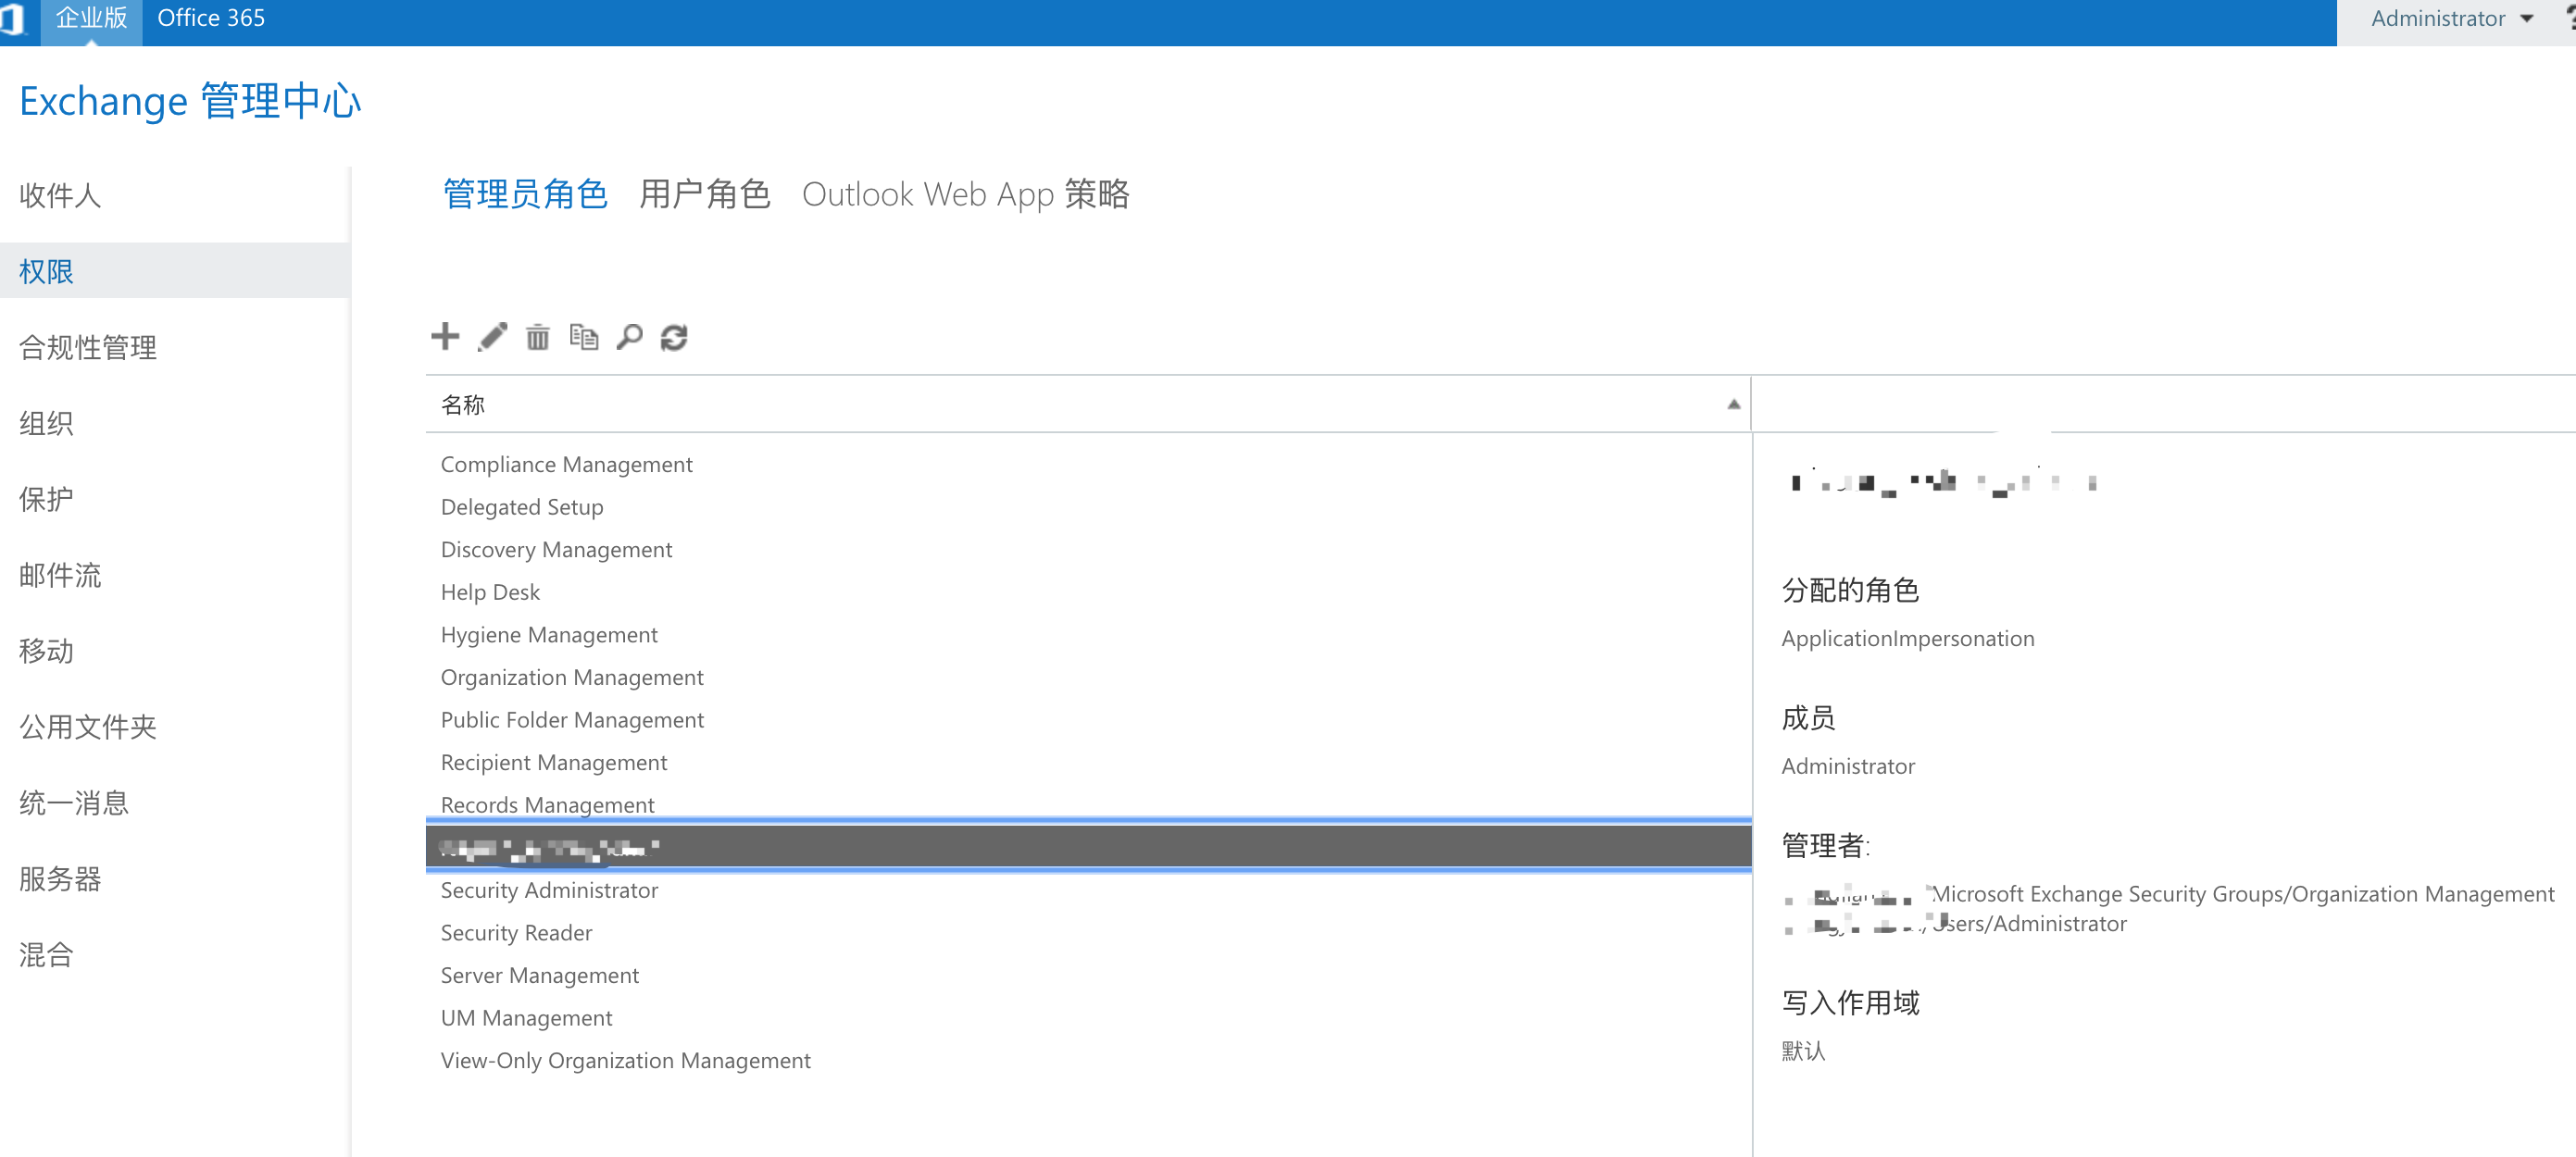 企业版 Office 365 Administrator
Exchange 管理中心
收件人
权限
合规性管理
组织
保护
邮件流
移动
公用文件夹
统一消息
服务器
混合
管理员角色 用户角色 Outlook Web App 策略
名称
Compliance Management
Delegated Setup
Discovery Management
Help Desk
Hygiene Management
Organization Management
Public Folder Management
Recipient Management
Records Management
Security Administrator
Security Reader
Server Management
UM Management
View-Only Organization Management
分配的角色
ApplicationImpersonation
成员
Administrator
管理者:
Microsoft Exchange Security Groups/Organization Management
/Users/Administrator
写入作用域
默认